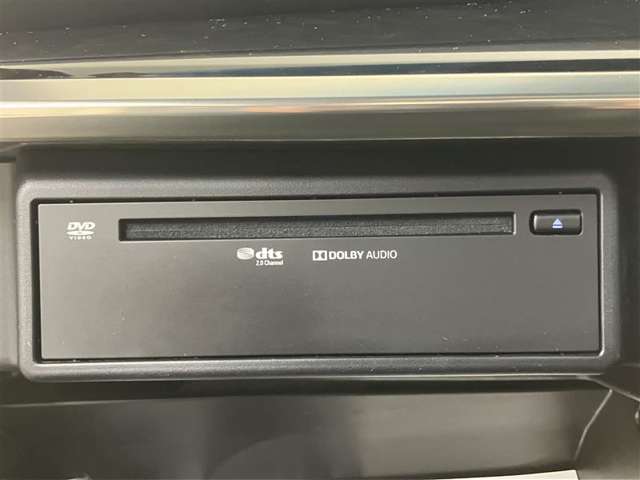 DVD
VIDEO
dts
2.0 Channel
DOLBY AUDIO